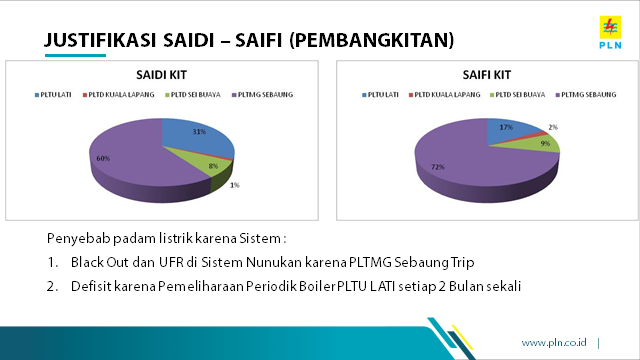 JUSTIFIKASI SAIDI – SAIFI (PEMBANGKITAN)
PLN
SAIDI KIT
PLTU LATI PLTD KUALA LAPANG PLTD SEI BUAYA PLTMG SEBAUNG
31%
60%
8%
1%
SAIFI KIT
PLTU LATI PLTD KUALA LAPANG PLTD SEI BUAYA PLTMG SEBAUNG
17%
2%
9%
72%
Penyebab padam listrik karena Sistem :
1. Black Out dan UFR di Sistem Nunukan karena PLTMG Sebaung Trip
2. Defisit karena Pemeliharaan Periodik Boiler PLTU LATI setiap 2 Bulan sekali
www.pln.co.id |